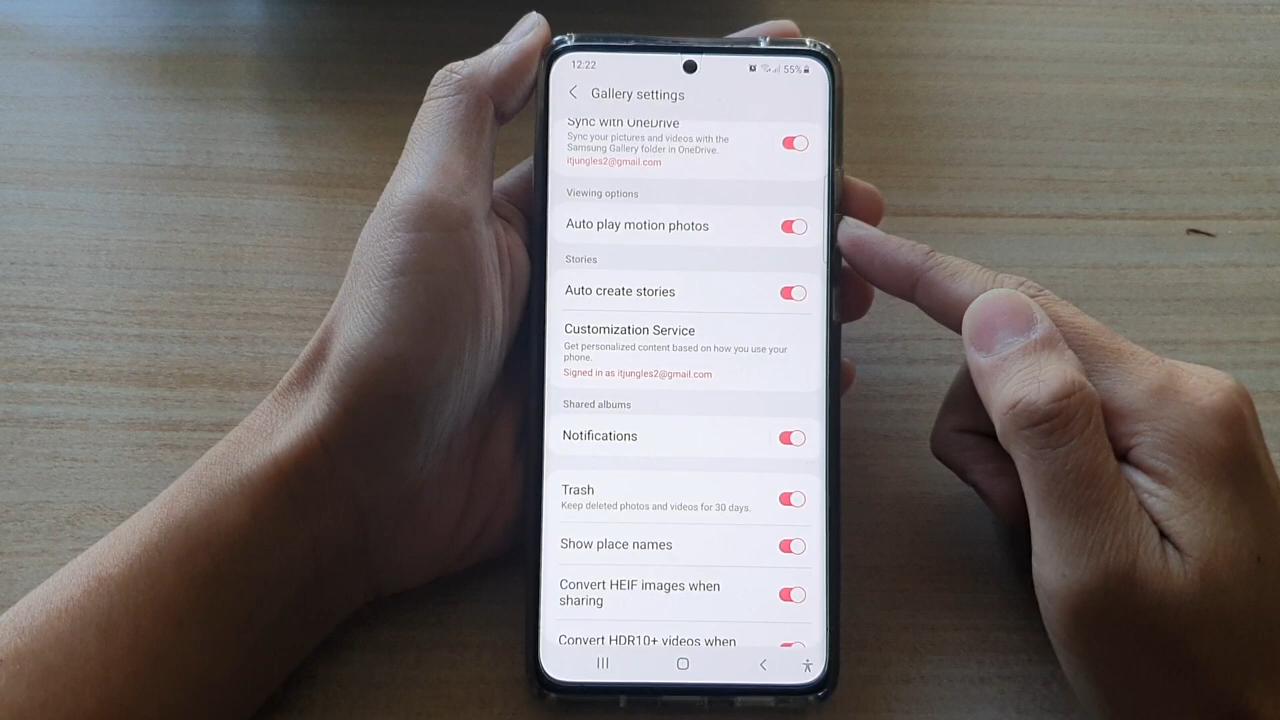 12:22
55%
Gallery settings
Sync with OneDrive
Sync your pictures and videos with the
Samsung Gallery folder in OneDrive.
itjungles2@gmail.com
Viewing options
Auto play motion photos
Stories
Auto create stories
Customization Service
Get personalized content based on how you use your
phone.
Signed in as itjungles2@gmail.com
Shared albums
Notifications
Trash
Keep deleted photos and videos for 30 days.
Show place names
Convert HEIF images when
sharing
Convert HDR10+ videos when